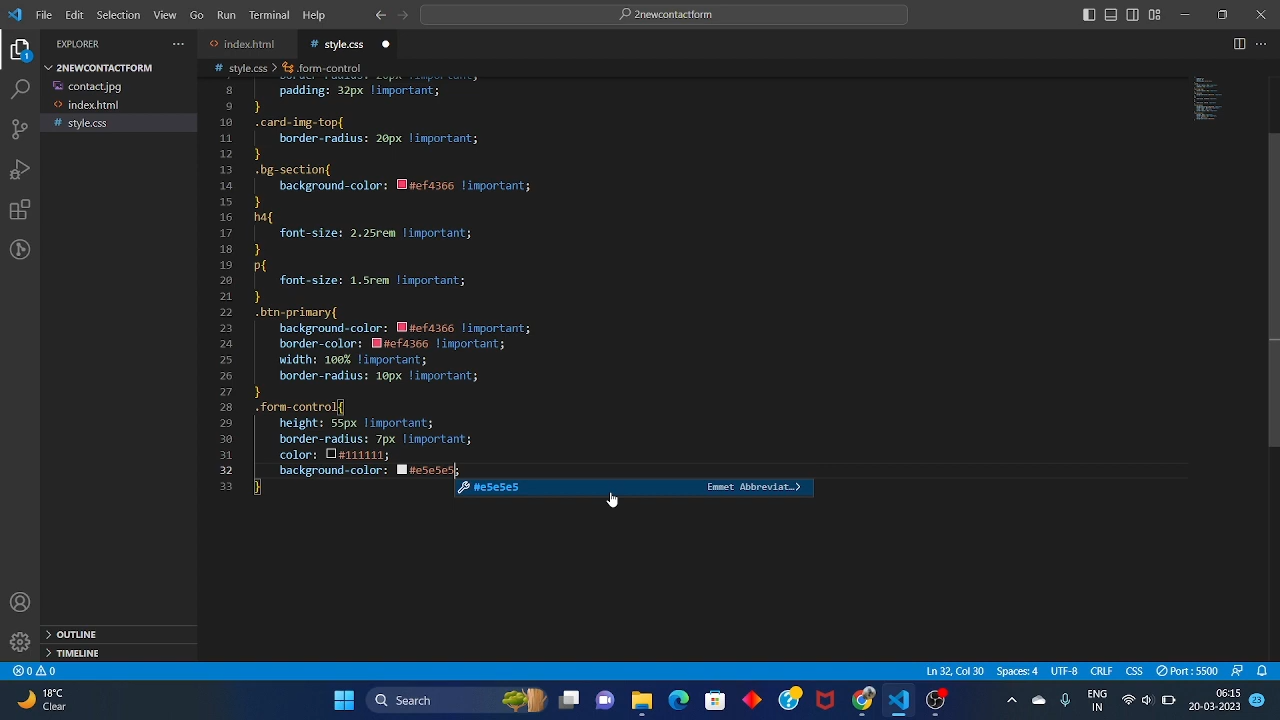 File Edit Selection View Go Run Terminal Help
2newcontactform
EXPLORER
index.html
# style.css
# style.css > .form-control
2NEWCONTACTFORM
contact.jpg
<> index.html
# style.css
7 border-radius: 20px !important;
8 padding: 32px !important;
9 }
10 .card-img-top{
11 border-radius: 20px !important;
12 }
13 .bg-section{
14 background-color: #ef4366 !important;
15 }
16 h4{
17 font-size: 2.25rem !important;
18 }
19 p{
20 font-size: 1.5rem !important;
21 }
22 .btn-primary{
23 background-color: #ef4366 !important;
24 border-color: #ef4366 !important;
25 width: 100% !important;
26 border-radius: 10px !important;
27 }
28 .form-control{
29 height: 55px !important;
30 border-radius: 7px !important;
31 color: #111111;
32 background-color: #e5e5e5;
#e5e5e5 Emmet Abbreviat…>
33 }
1
OUTLINE
TIMELINE
0 0
Ln 32, Col 30 Spaces: 4 UTF-8 CRLF CSS Port : 5500
18°C
Clear
Search
ENG
IN
06:15
20-03-2023
23